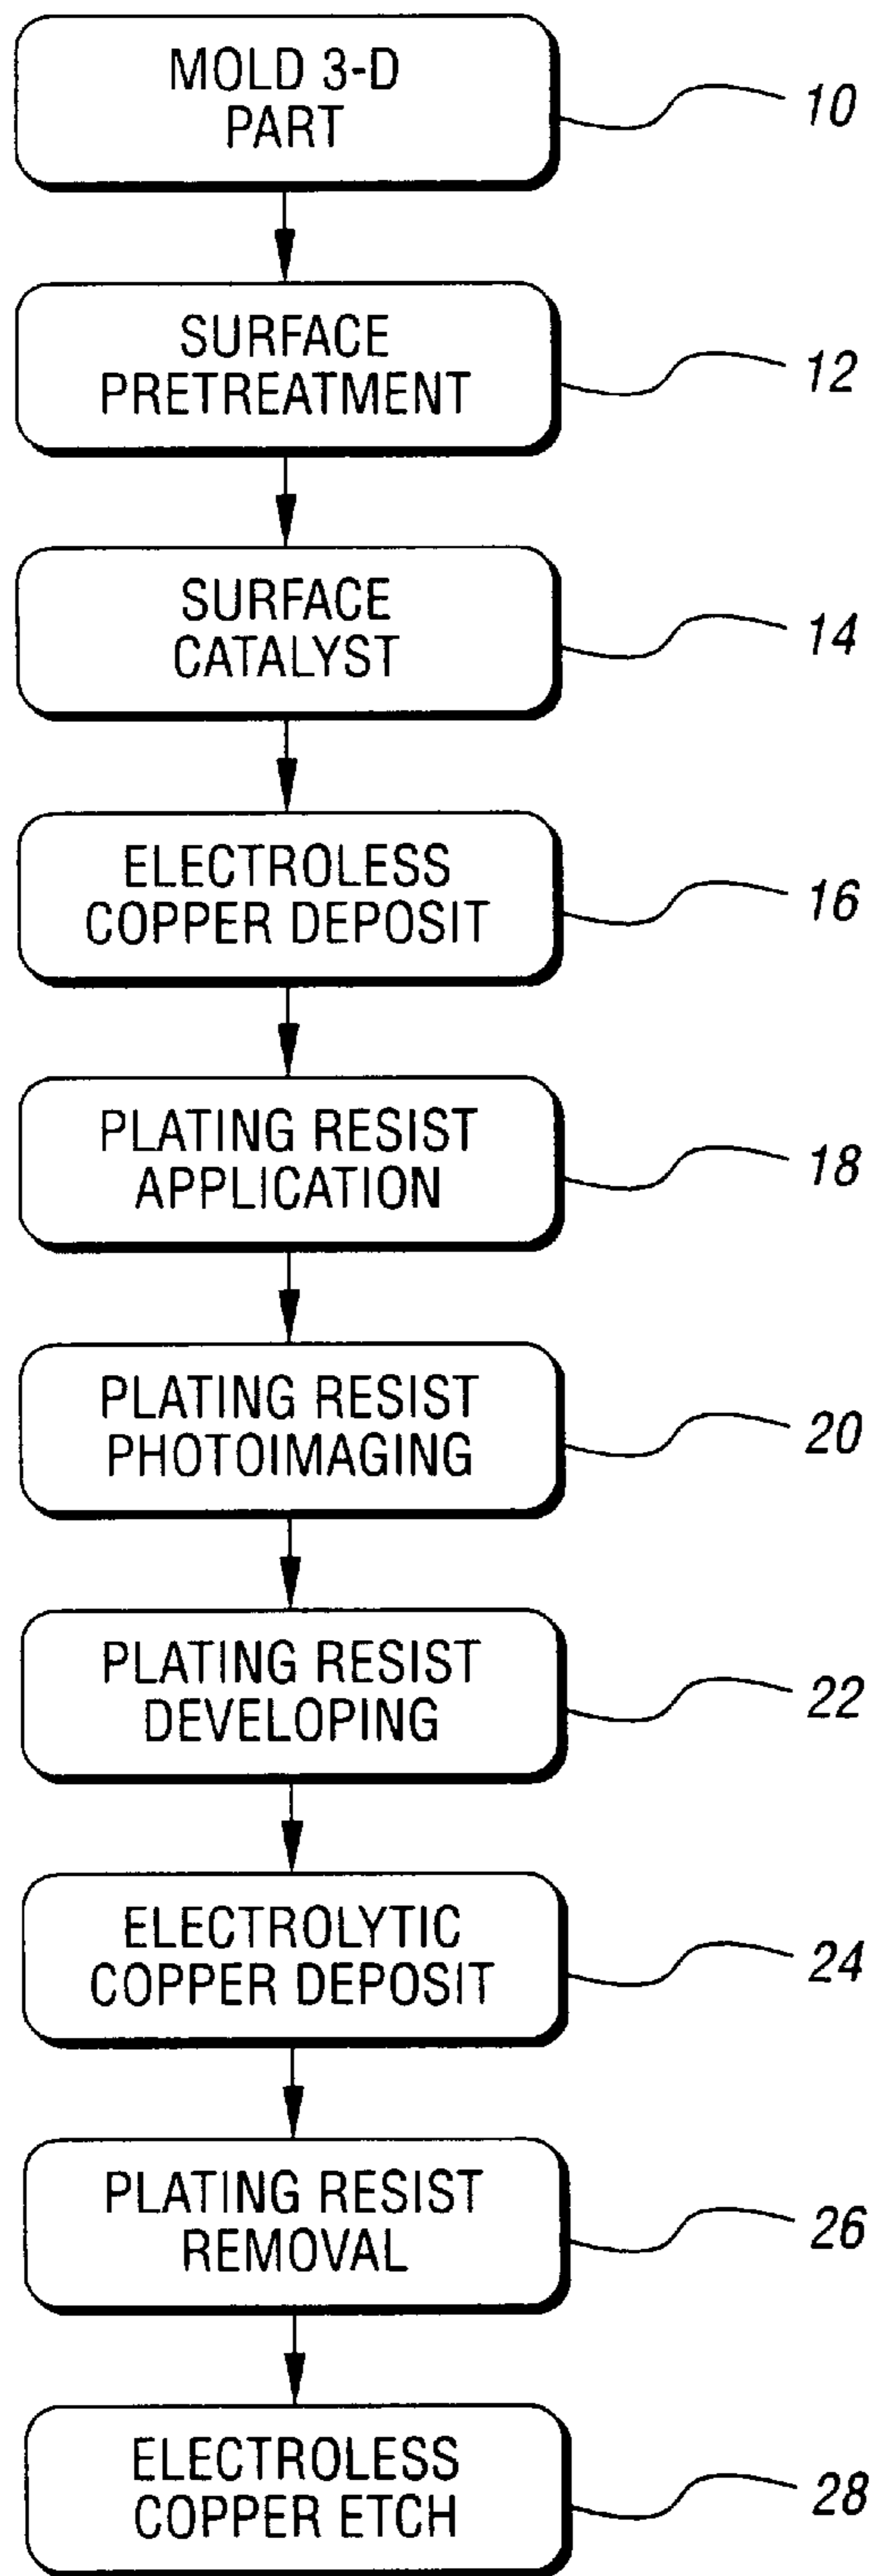 MOLD 3-D
PART
10
SURFACE
PRETREATMENT
12
SURFACE
CATALYST
14
ELECTROLESS
COPPER DEPOSIT
16
PLATING RESIST
APPLICATION
18
PLATING RESIST
PHOTOIMAGING
20
PLATING RESIST
DEVELOPING
22
ELECTROLYTIC
COPPER DEPOSIT
24
PLATING RESIST
REMOVAL
26
ELECTROLESS
COPPER ETCH
28